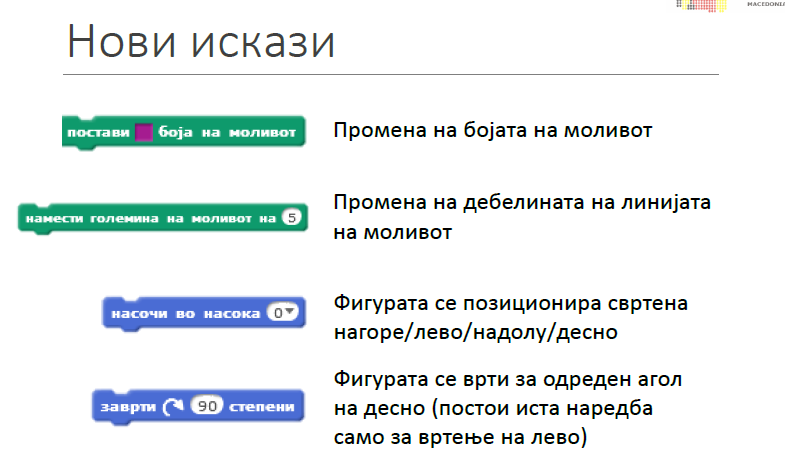 MACEDONIA
Нови искази
постави боја на моливот
Промена на бојата на моливот
намести големина на моливот на 5
Промена на дебелината на линијата
на моливот
насочи во насока 0
Фигурата се позиционира свртена
нагоре/лево/надолу/десно
заврти 90 степени
Фигурата се врти за одреден агол
на десно (постои иста наредба
само за вртење на лево)